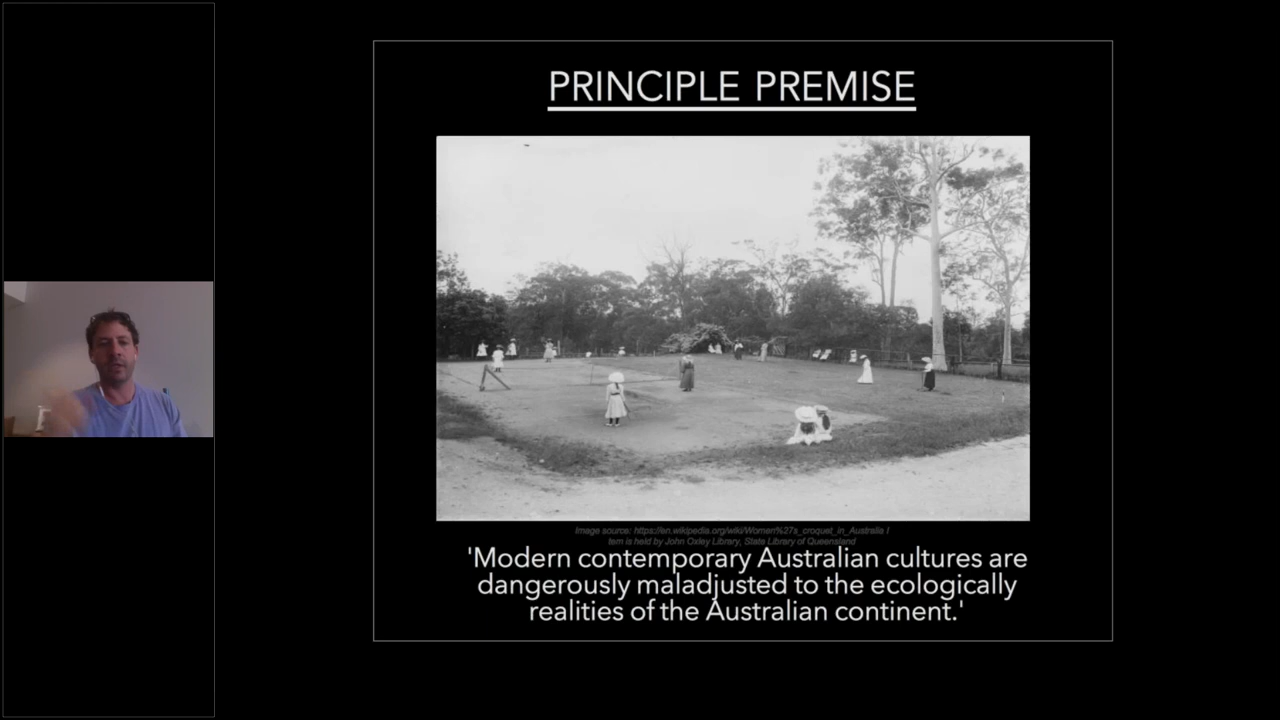 PRINCIPLE PREMISE
Image source: https://en.wikipedia.org/wiki/Women%27s_croquet_in_Australia I
tem is held by John Oxley Library, State Library of Queensland
'Modern contemporary Australian cultures are
dangerously maladjusted to the ecologically
realities of the Australian continent.'